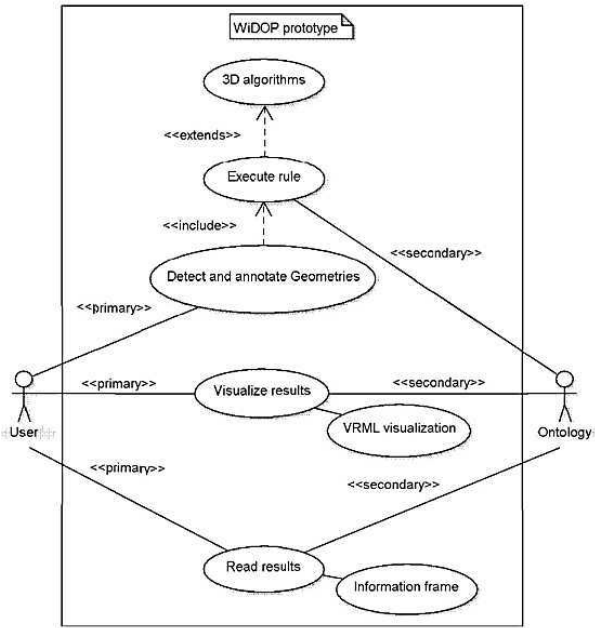 WiDOP prototype
3D algorithms
<<extends>>
Execute rule
<<include>>
<<secondary>>
Detect and annotate Geometries
<<primary>>
<<primary>>
Visualize results
<<secondary>>
VRML visualization
User
Ontology
<<primary>>
<<secondary>>
Read results
Information frame